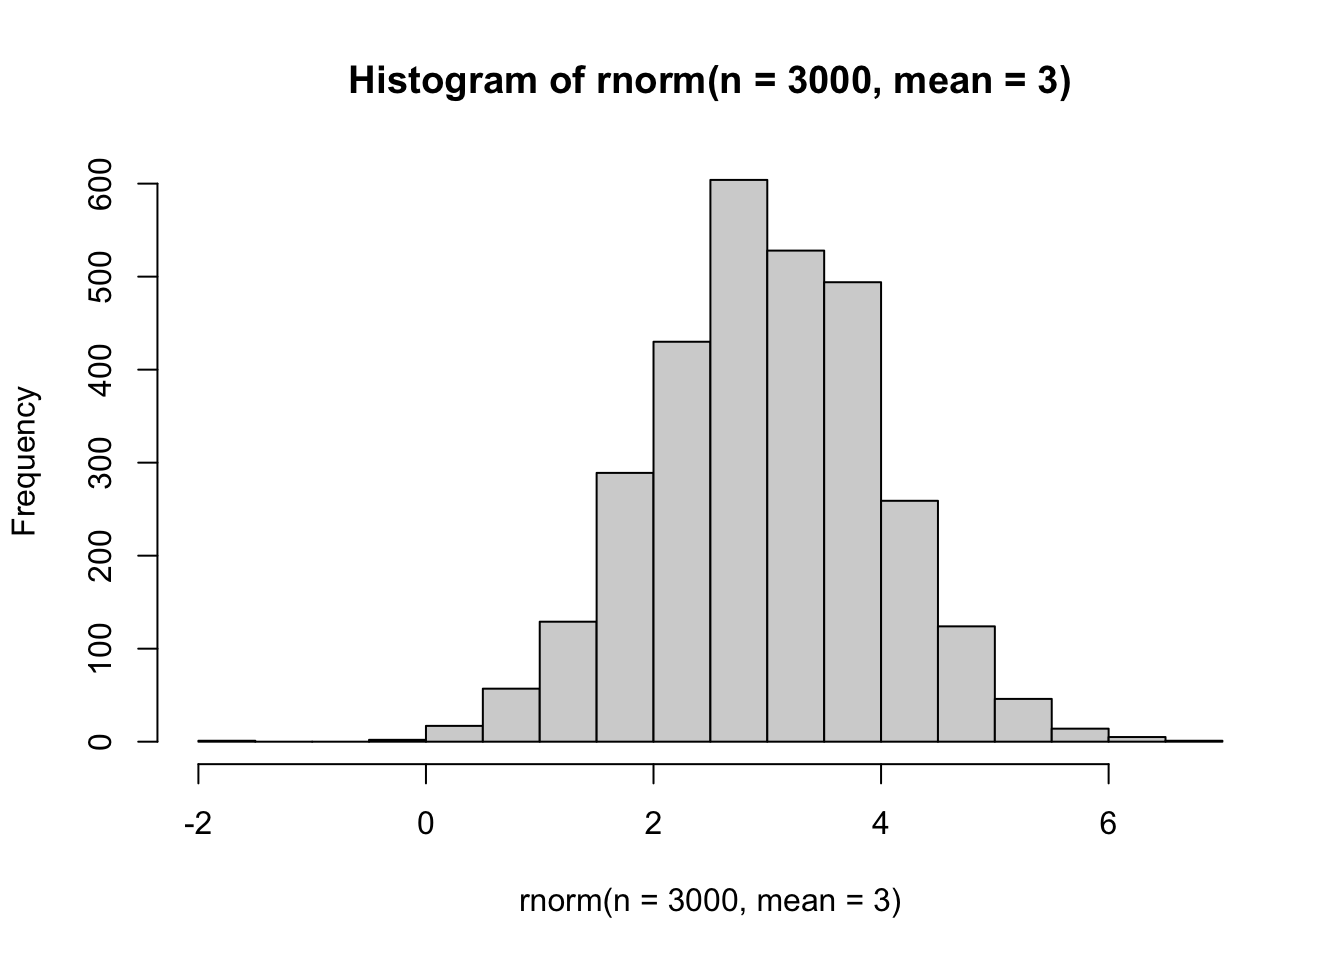 Histogram of rnorm(n = 3000, mean = 3)
Frequency
600
500
400
300
200
100
0
-2 0 2 4 6
rnorm(n = 3000, mean = 3)